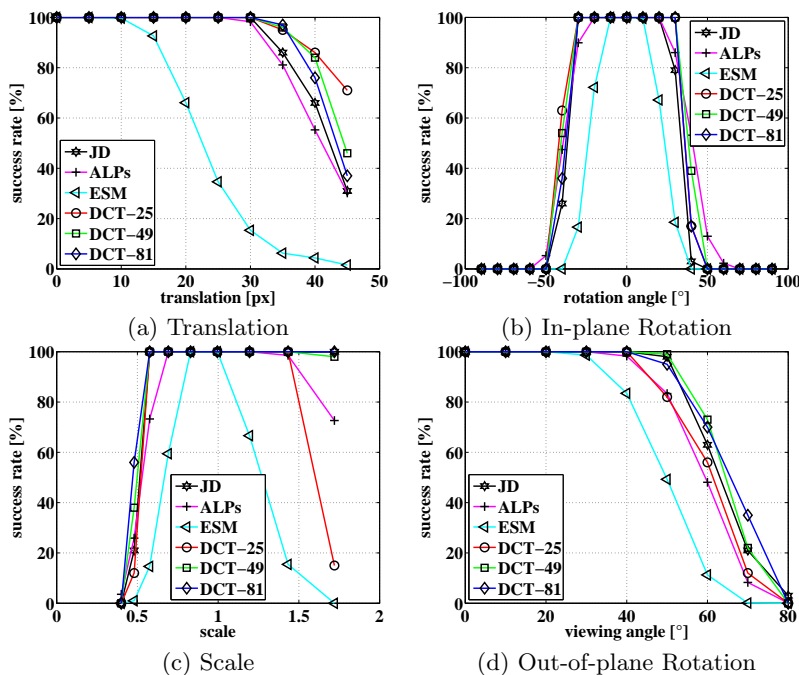 100
80
60
40
20
0
success rate [%]
JD
ALPs
ESM
DCT−25
DCT−49
DCT−81
0 10 20 30 40 50
translation [px]
(a) Translation
100
80
60
40
20
0
success rate [%]
JD
ALPs
ESM
DCT−25
DCT−49
DCT−81
−100 −50 0 50 100
rotation angle [°]
(b) In-plane Rotation
100
80
60
40
20
0
success rate [%]
JD
ALPs
ESM
DCT−25
DCT−49
DCT−81
0 0.5 1 1.5 2
scale
(c) Scale
100
80
60
40
20
0
success rate [%]
JD
ALPs
ESM
DCT−25
DCT−49
DCT−81
0 20 40 60 80
viewing angle [°]
(d) Out-of-plane Rotation